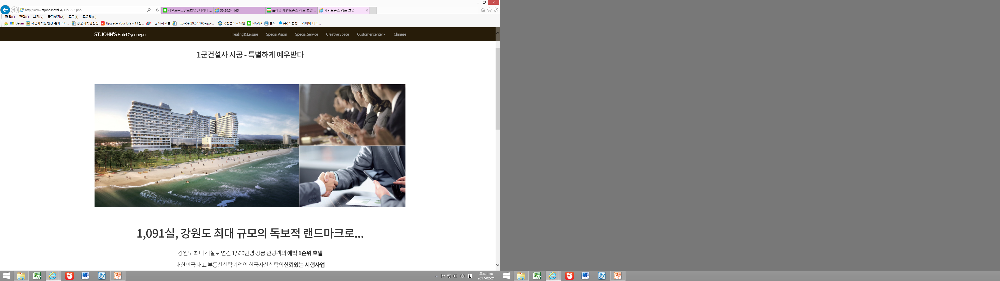 http://www.stjohnshotel.kr/sub02-3.php
세인트존스경포호텔 : 네이버 ...
59.29.54.165
■강릉 세인트존스 경포 호텔 ...
세인트존스 경포 호텔
파일(F) 편집(E) 보기(V) 즐겨찾기(A) 도구(T) 도움말(H)
Daum 육군체력단련장 홈페이지... 공군체력단련장 Upgrade Your Life - 11번... 국군복지포털 http--59.29.54.165-gw-... 국방전직교육원 NAVER 월드 (주)스탭뱅크 가비아 비즈...
ST.JOHN'S Hotel Gyeongpo
Healing & Leisure Special Vision Special Service Creative Space Customer center Chinese
1군건설사 시공 - 특별하게 예우받다
1,091실, 강원도 최대 규모의 독보적 랜드마크로...
강원도 최대 객실로 연간 1,500만명 강릉 관광객의 예약 1순위 호텔
대한민국 대표 부동산신탁기업인 한국자산신탁의신뢰있는 시행사업
오후 3:50
2017-02-21